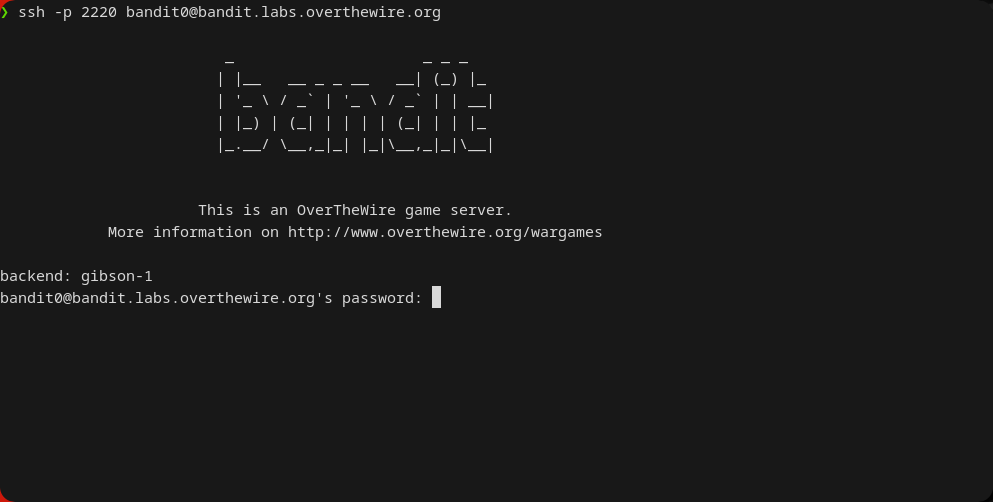 ❯ ssh -p 2220 bandit0@bandit.labs.overthewire.org
                         _                     _ _ _
                        | |__   __ _ _ __   __| (_) |_
                        | '_ \ / _` | '_ \ / _` | | __|
                        | |_) | (_| | | | | (_| | | |_
                        |_.__/ \__,_|_| |_|\__,_|_|\__|
                      This is an OverTheWire game server.
            More information on http://www.overthewire.org/wargames
backend: gibson-1
bandit0@bandit.labs.overthewire.org's password: